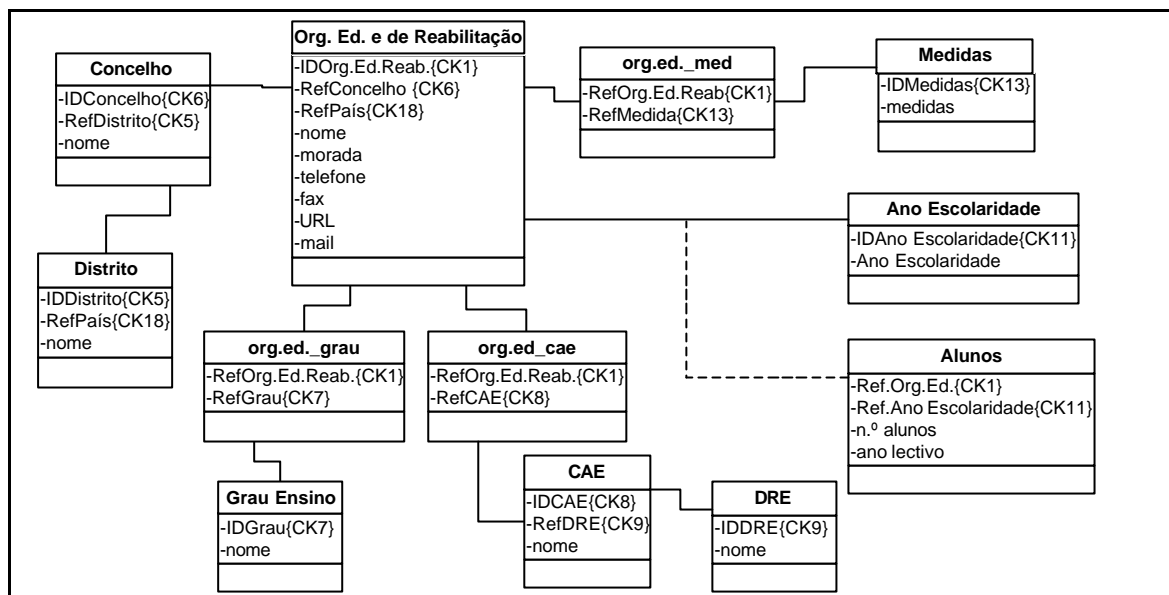 Org. Ed. e de Reabilitação
-IDOrg.Ed.Reab.{CK1}
-RefConcelho {CK6}
-RefPaís{CK18}
-nome
-morada
-telefone
-fax
-URL
-mail
Concelho
-IDConcelho{CK6}
-RefDistrito{CK5}
-nome
org.ed._med
-RefOrg.Ed.Reab{CK1}
-RefMedida{CK13}
Medidas
-IDMedidas{CK13}
-medidas
Ano Escolaridade
-IDAno Escolaridade{CK11}
-Ano Escolaridade
Distrito
-IDDistrito{CK5}
-RefPaís{CK18}
-nome
org.ed._grau
-RefOrg.Ed.Reab.{CK1}
-RefGrau{CK7}
org.ed_cae
-RefOrg.Ed.Reab.{CK1}
-RefCAE{CK8}
Alunos
-Ref.Org.Ed.{CK1}
-Ref.Ano Escolaridade{CK11}
-n.º alunos
-ano lectivo
Grau Ensino
-IDGrau{CK7}
-nome
CAE
-IDCAE{CK8}
-RefDRE{CK9}
-nome
DRE
-IDDRE{CK9}
-nome